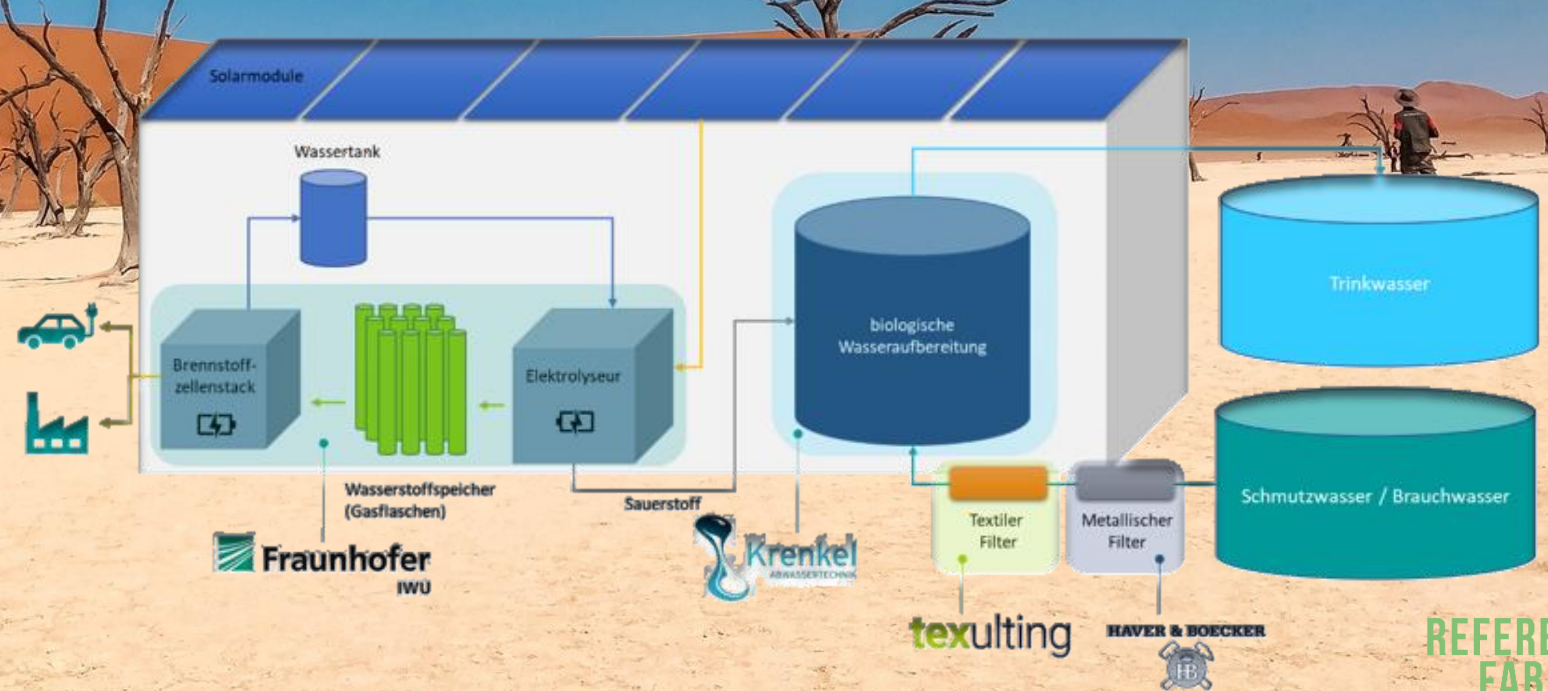 Solarmodule
Wassertank
Brennstoff-
zellenstack
Elektrolyseur
biologische
Wasseraufbereitung
Trinkwasser
Wasserstoffspeicher
(Gasflaschen)
Sauerstoff
Textiler
Filter
Metallischer
Filter
Schmutzwasser / Brauchwasser
Fraunhofer
IWU
Krenkel
ABWASSERTECHNIK
texulting
HAVER & BOECKER
HB